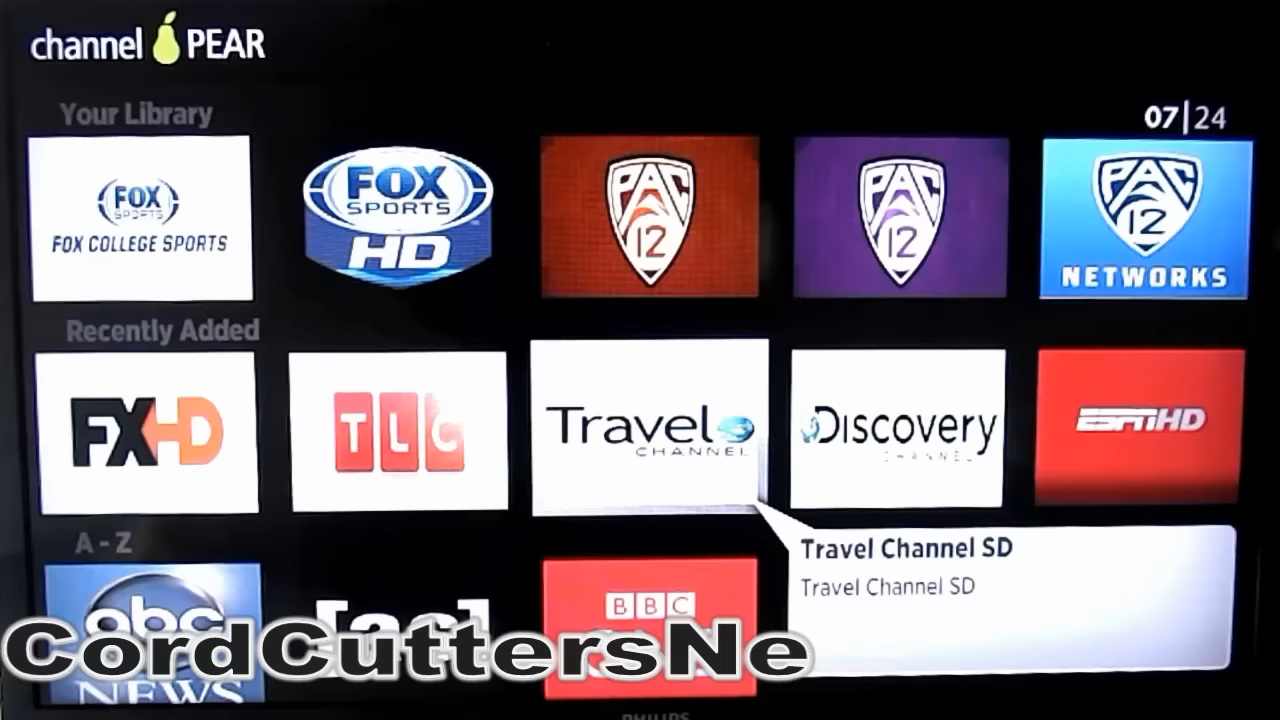 channel PEAR
Your Library
07|24
FOX
SPORTS
FOX COLLEGE SPORTS
FOX
SPORTS
HD
PAC
12
PAC
12
PAC
12
NETWORKS
Recently Added
FXHD
TLC
Travel
CHANNEL
Discovery
CHANNEL
ESPNHD
A - Z
Travel Channel SD
Travel Channel SD
abc
NEWS
BBC
CordCuttersNe
PHILIPS